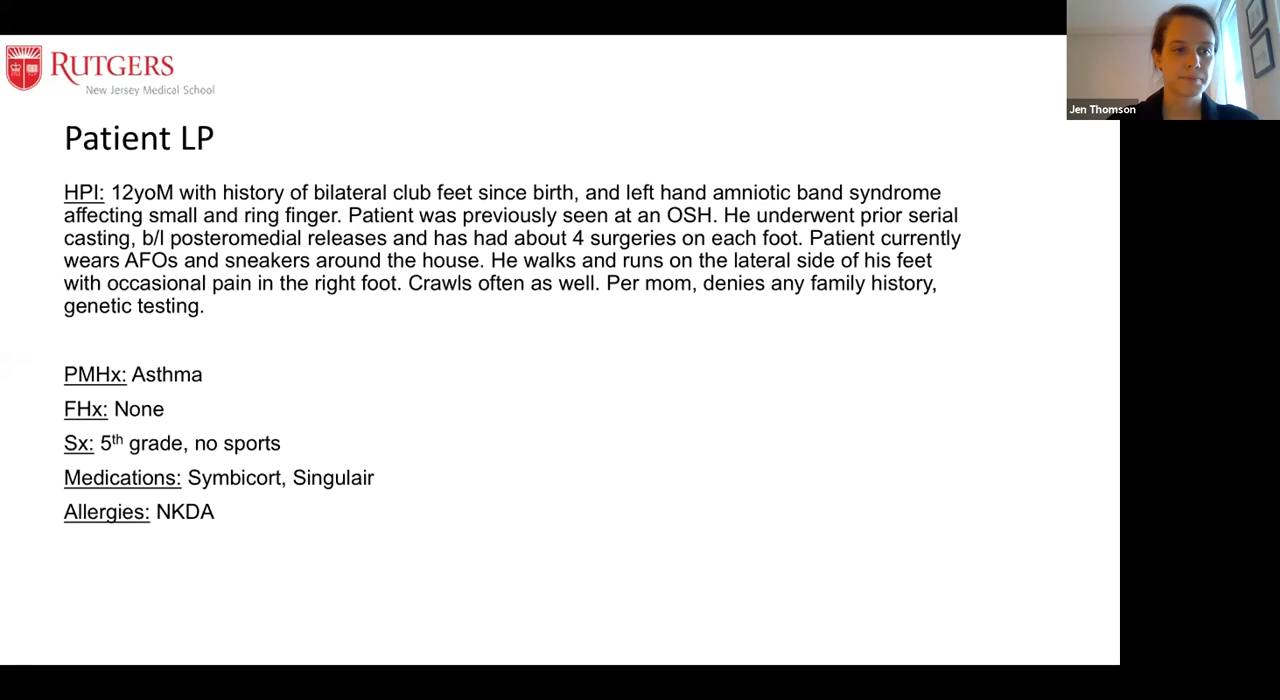 RUTGERS
New Jersey Medical School
Jen Thomson
Patient LP
HPI: 12yoM with history of bilateral club feet since birth, and left hand amniotic band syndrome
affecting small and ring finger. Patient was previously seen at an OSH. He underwent prior serial
casting, b/l posteromedial releases and has had about 4 surgeries on each foot. Patient currently
wears AFOs and sneakers around the house. He walks and runs on the lateral side of his feet
with occasional pain in the right foot. Crawls often as well. Per mom, denies any family history,
genetic testing.
PMHx: Asthma
FHx: None
Sx: 5th grade, no sports
Medications: Symbicort, Singulair
Allergies: NKDA